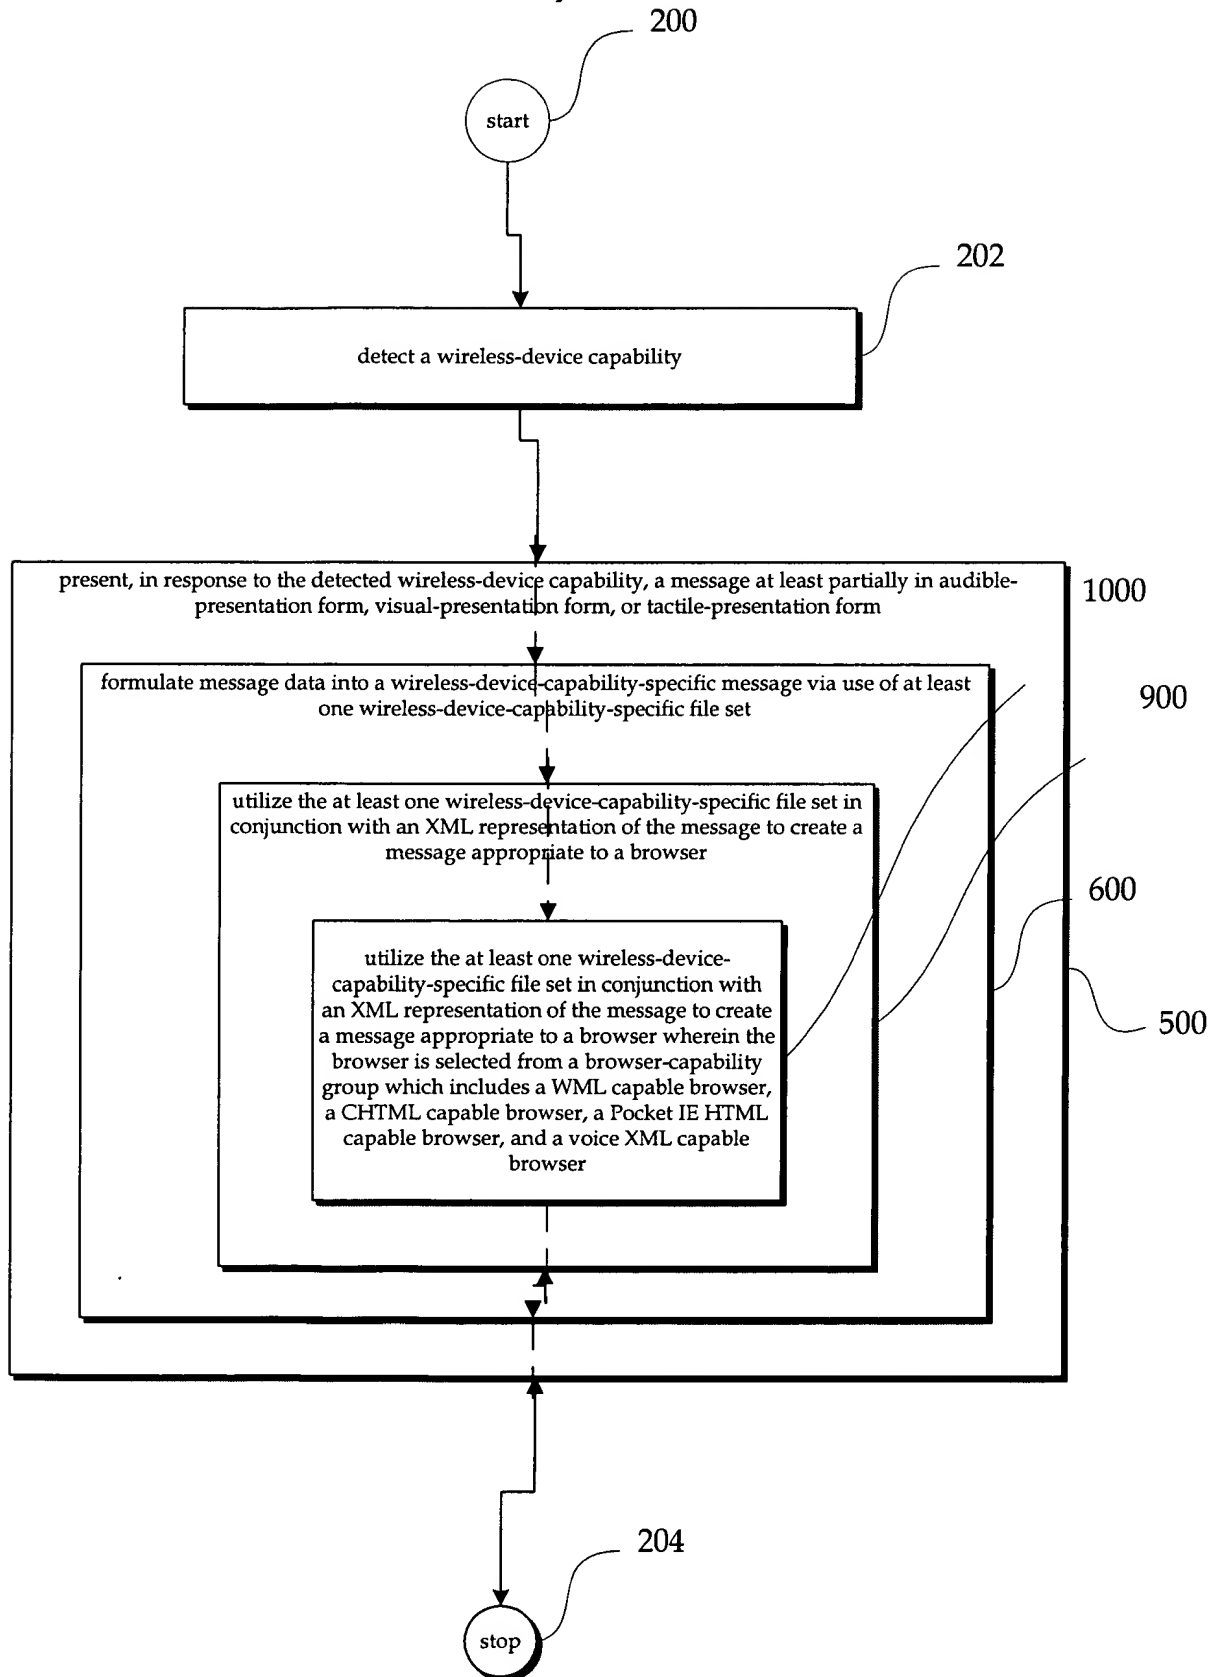 200
start
202
detect a wireless-device capability
present, in response to the detected wireless-device capability, a message at least partially in audible-
presentation form, visual-presentation form, or tactile-presentation form
1000
formulate message data into a wireless-device-capability-specific message via use of at least
one wireless-device-capability-specific file set
900
utilize the at least one wireless-device-capability-specific file set in
conjunction with an XML representation of the message to create a
message appropriate to a browser
600
utilize the at least one wireless-device-
capability-specific file set in conjunction with
an XML representation of the message to create
a message appropriate to a browser wherein the
browser is selected from a browser-capability
group which includes a WML capable browser,
a CHTML capable browser, a Pocket IE HTML
capable browser, and a voice XML capable
browser
500
204
stop